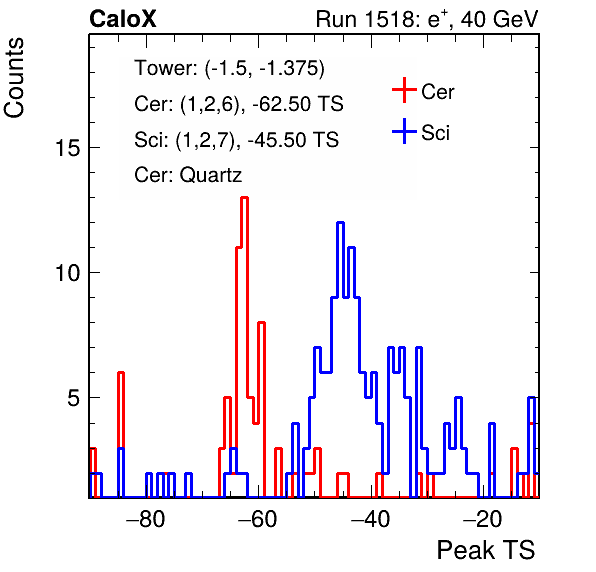 CaloX Run 1518: e⁺, 40 GeV
Counts
Tower: (-1.5, -1.375)
Cer: (1,2,6), -62.50 TS
Sci: (1,2,7), -45.50 TS
Cer: Quartz
Cer
Sci
15
10
5
−80 −60 −40 −20
Peak TS